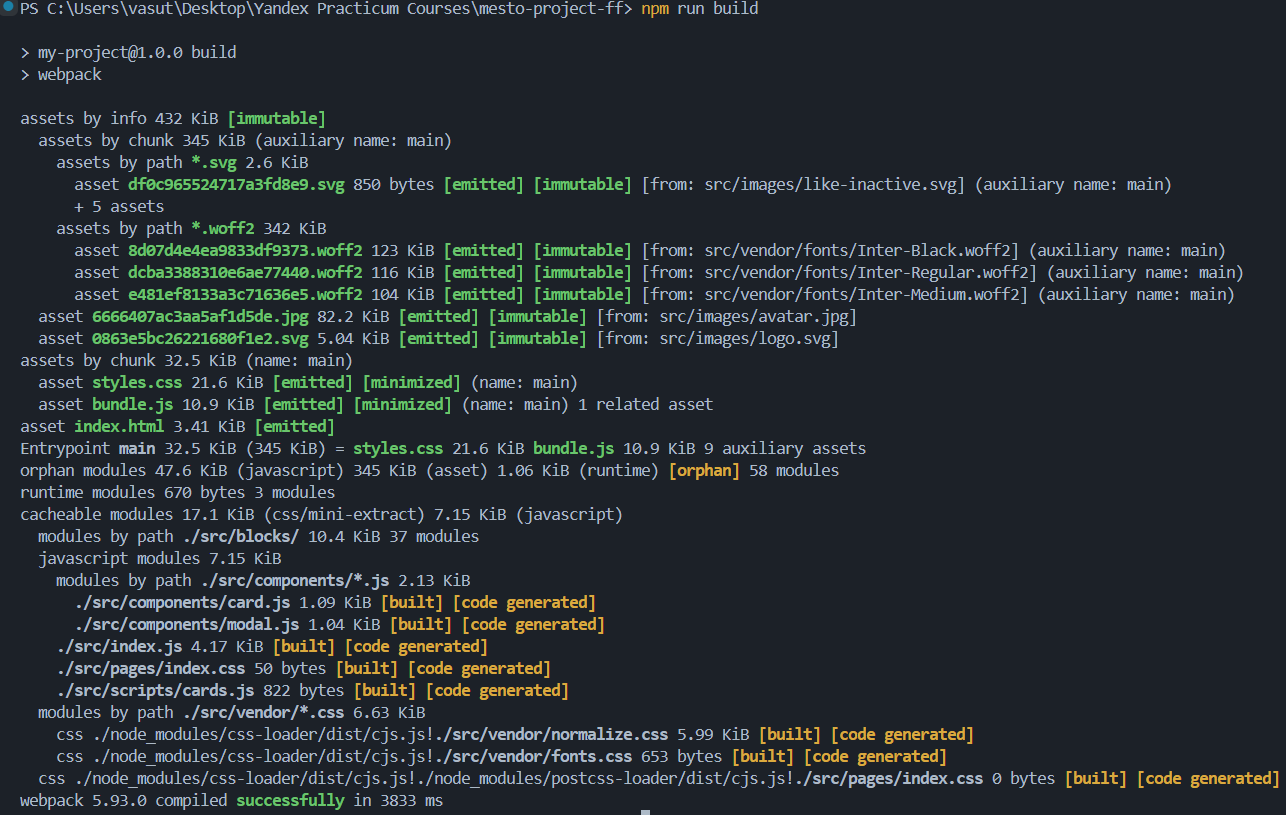 PS C:\Users\vasut\Desktop\Yandex Practicum Courses\mesto-project-ff> npm run build
> my-project@1.0.0 build
> webpack
assets by info 432 KiB [immutable]
assets by chunk 345 KiB (auxiliary name: main)
assets by path *.svg 2.6 KiB
asset df0c965524717a3fd8e9.svg 850 bytes [emitted] [immutable] [from: src/images/like-inactive.svg] (auxiliary name: main)
+ 5 assets
assets by path *.woff2 342 KiB
asset 8d07d4e4ea9833df9373.woff2 123 KiB [emitted] [immutable] [from: src/vendor/fonts/Inter-Black.woff2] (auxiliary name: main)
asset dcba3388310e6ae77440.woff2 116 KiB [emitted] [immutable] [from: src/vendor/fonts/Inter-Regular.woff2] (auxiliary name: main)
asset e481ef8133a3c71636e5.woff2 104 KiB [emitted] [immutable] [from: src/vendor/fonts/Inter-Medium.woff2] (auxiliary name: main)
asset 6666407ac3aa5af1d5de.jpg 82.2 KiB [emitted] [immutable] [from: src/images/avatar.jpg]
asset 0863e5bc26221680f1e2.svg 5.04 KiB [emitted] [immutable] [from: src/images/logo.svg]
assets by chunk 32.5 KiB (name: main)
asset styles.css 21.6 KiB [emitted] [minimized] (name: main)
asset bundle.js 10.9 KiB [emitted] [minimized] (name: main) 1 related asset
asset index.html 3.41 KiB [emitted]
Entrypoint main 32.5 KiB (345 KiB) = styles.css 21.6 KiB bundle.js 10.9 KiB 9 auxiliary assets
orphan modules 47.6 KiB (javascript) 345 KiB (asset) 1.06 KiB (runtime) [orphan] 58 modules
runtime modules 670 bytes 3 modules
cacheable modules 17.1 KiB (css/mini-extract) 7.15 KiB (javascript)
modules by path ./src/blocks/ 10.4 KiB 37 modules
javascript modules 7.15 KiB
modules by path ./src/components/*.js 2.13 KiB
./src/components/card.js 1.09 KiB [built] [code generated]
./src/components/modal.js 1.04 KiB [built] [code generated]
./src/index.js 4.17 KiB [built] [code generated]
./src/pages/index.css 50 bytes [built] [code generated]
./src/scripts/cards.js 822 bytes [built] [code generated]
modules by path ./src/vendor/*.css 6.63 KiB
css ./node_modules/css-loader/dist/cjs.js!./src/vendor/normalize.css 5.99 KiB [built] [code generated]
css ./node_modules/css-loader/dist/cjs.js!./src/vendor/fonts.css 653 bytes [built] [code generated]
css ./node_modules/css-loader/dist/cjs.js!./node_modules/postcss-loader/dist/cjs.js!./src/pages/index.css 0 bytes [built] [code generated]
webpack 5.93.0 compiled successfully in 3833 ms